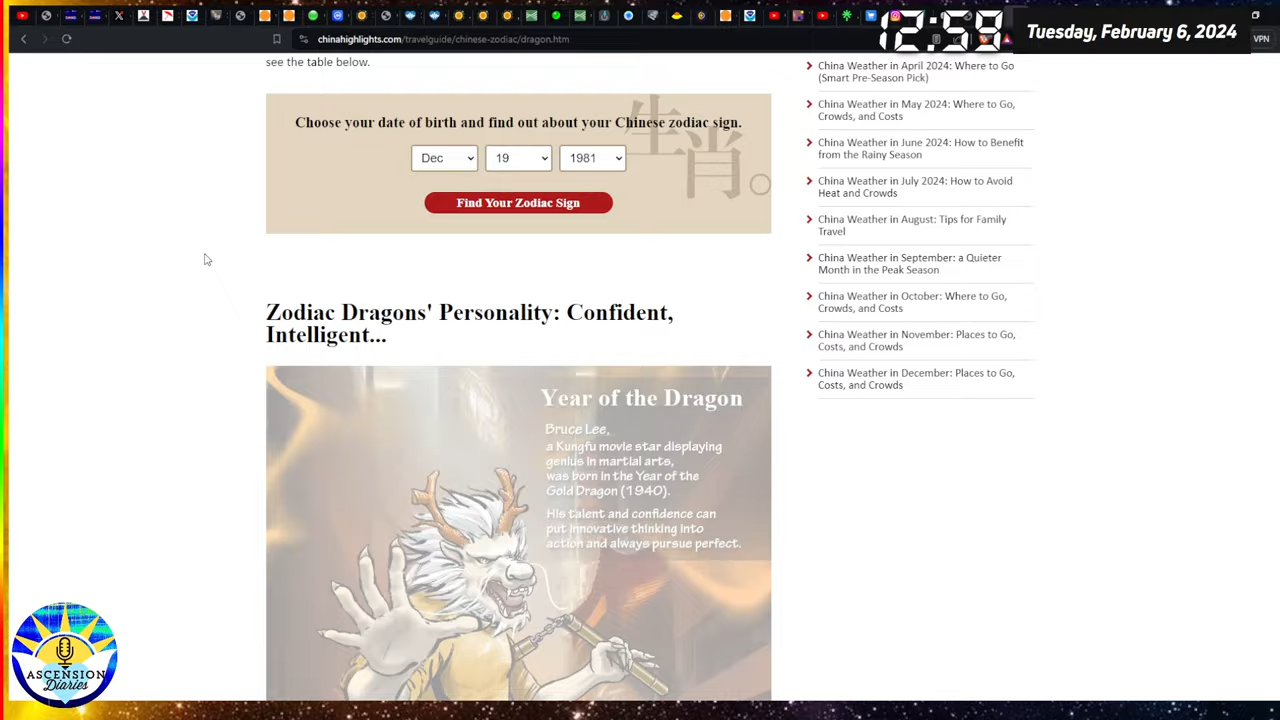 chinahighlights.com/travelguide/chinese-zodiac/dragon.htm
12:59
Tuesday, February 6, 2024
VPN
see the table below.
生肖。
Choose your date of birth and find out about your Chinese zodiac sign.
Dec 19 1981
Find Your Zodiac Sign
Zodiac Dragons' Personality: Confident,
Intelligent...
Year of the Dragon
Bruce Lee,
a Kungfu movie star displaying
genius in martial arts,
was born in the Year of the
Gold Dragon (1940).
His talent and confidence can
put innovative thinking into
action and always pursue perfect.
China Weather in April 2024: Where to Go
(Smart Pre-Season Pick)
China Weather in May 2024: Where to Go,
Crowds, and Costs
China Weather in June 2024: How to Benefit
from the Rainy Season
China Weather in July 2024: How to Avoid
Heat and Crowds
China Weather in August: Tips for Family
Travel
China Weather in September: a Quieter
Month in the Peak Season
China Weather in October: Where to Go,
Crowds, and Costs
China Weather in November: Places to Go,
Costs, and Crowds
China Weather in December: Places to Go,
Costs, and Crowds
ASCENSION
Diaries